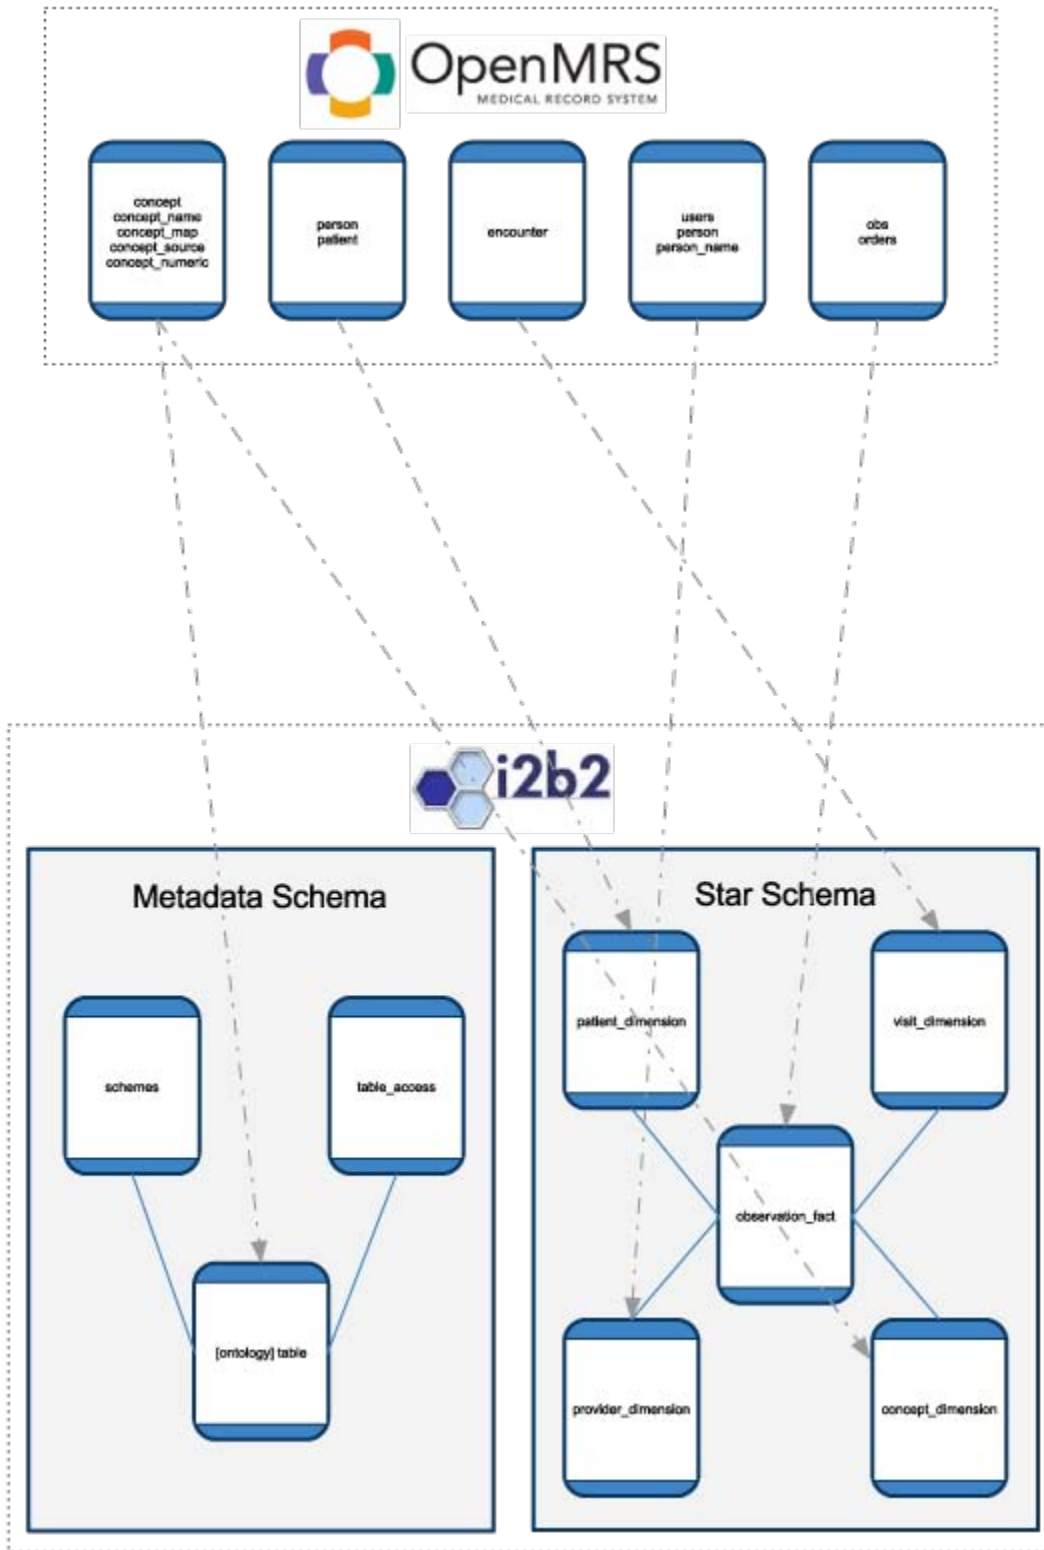 OpenMRS
MEDICAL RECORD SYSTEM
concept
concept_name
concept_map
concept_source
concept_numeric
person
patient
encounter
users
person
person_name
obs
orders
i2b2
Metadata Schema
Star Schema
patient_dimension
visit_dimension
schemes
table_access
observation_fact
[ontology] table
provider_dimension
concept_dimension